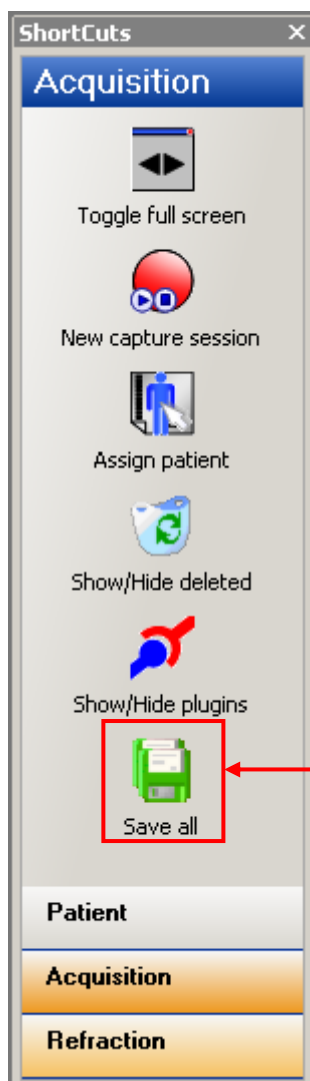 ShortCuts
Acquisition
Toggle full screen
New capture session
Assign patient
Show/Hide deleted
Show/Hide plugins
Save all
Patient
Acquisition
Refraction